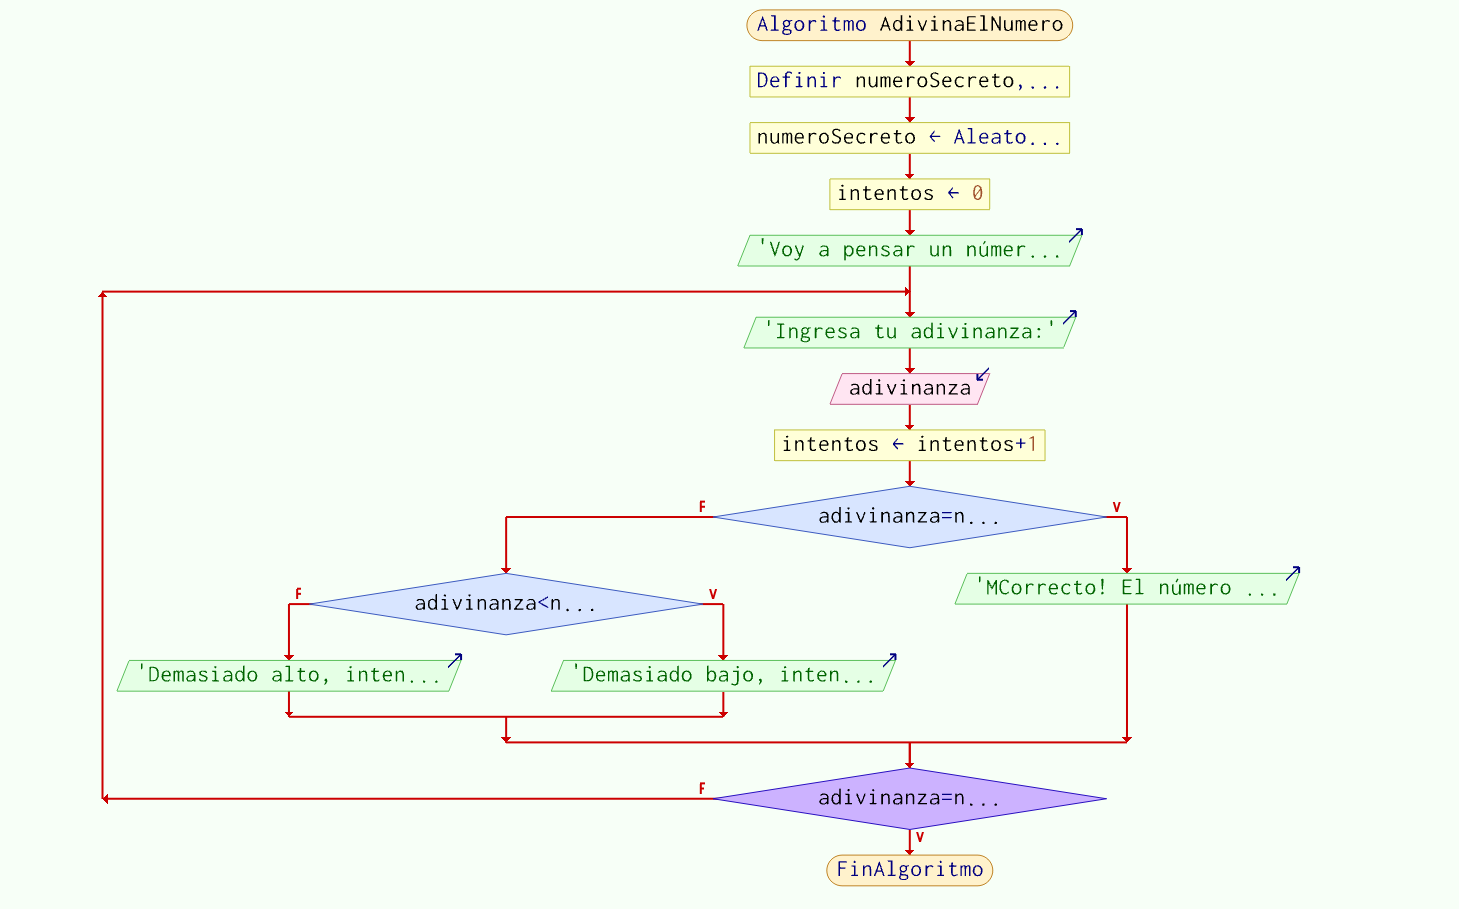 Algoritmo AdivinaElNumero
Definir numeroSecreto,...
numeroSecreto ← Aleato...
intentos ← 0
'Voy a pensar un númer...
'Ingresa tu adivinanza:'
adivinanza
intentos ← intentos+1
F
adivinanza=n...
V
F
adivinanza<n...
V
'MCorrecto! El número ...
'Demasiado alto, inten...
'Demasiado bajo, inten...
F
adivinanza=n...
V
FinAlgoritmo